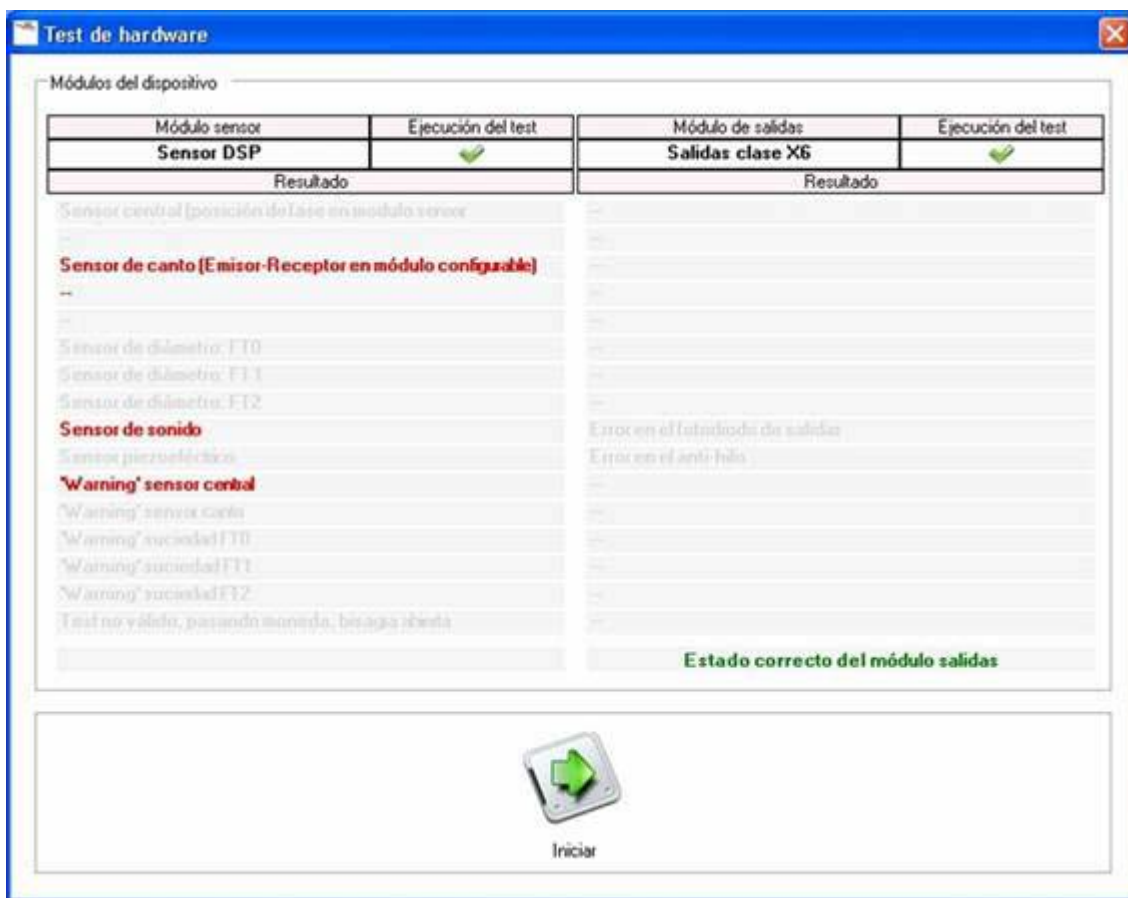 Test de hardware
Módulos del dispositivo
Módulo sensor Ejecución del test Módulo de salidas Ejecución del test
Sensor DSP Salidas clase X6
Resultado Resultado
Sensor central (posición de fase en modulo sensor --
-- --
Sensor de canto (Emisor-Receptor en módulo configurable) --
-- --
-- --
Sensor de diámetro: FT0 --
Sensor de diámetro: FT1 --
Sensor de diámetro: FT2 --
Sensor de sonido Error en el fotodiodo de salidas
Sensor piezoeléctrico Error en el anti-hilo
'Warning' sensor central --
'Warning' sensor canto --
'Warning' suciedad FT0 --
'Warning' suciedad FT1 --
'Warning' suciedad FT2 --
Test no válido, pasando moneda, bisagra abierta --
Estado correcto del módulo salidas
Iniciar